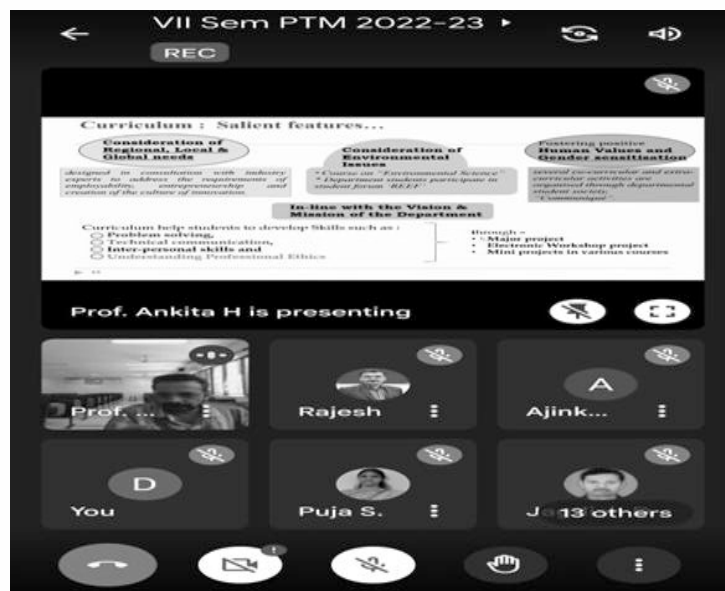 VII Sem PTM 2022-23
REC
Curriculum : Salient features...
Consideration of
Regional, Local &
Global needs
designed in consultation with industry
experts to address the requirements of
employability, entrepreneurship and
creation of the culture of innovation.
Consideration of
Environmental
Issues
• Course on "Environmental Science"
• Department students participate in
student forum 'REEF'
Fostering positive
Human Values and
Gender sensitisation
several co-curricular and extra-
curricular activities are
organised through departmental
student society,
"Communique".
In-line with the Vision &
Mission of the Department
Curriculum help students to develop Skills such as :
Problem solving,
Technical communication,
Inter-personal skills and
Understanding Professional Ethics
through -
• Major project
• Electronic Workshop project
• Mini projects in various courses
Prof. Ankita H is presenting
Prof. ...
Rajesh
A
Ajink...
D
You
Puja S.
13 others